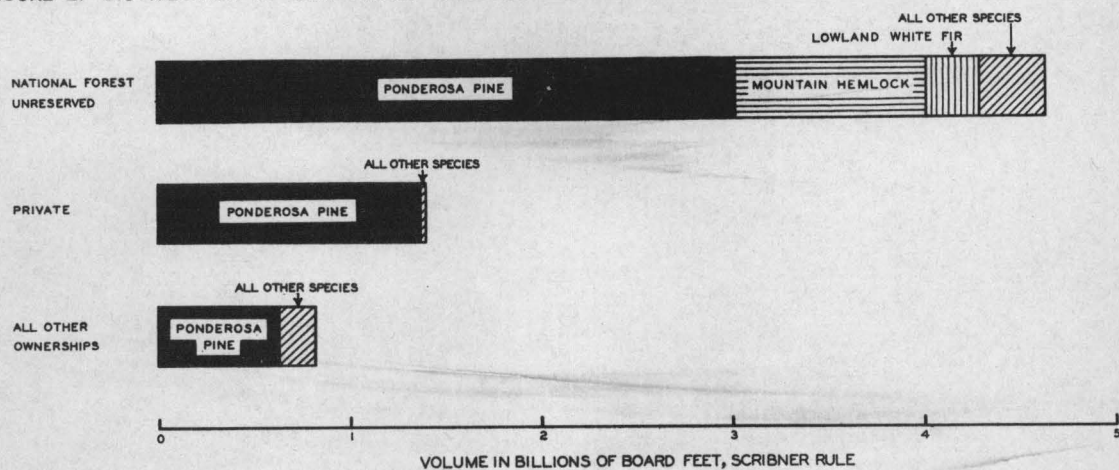 ALL OTHER SPECIES
LOWLAND WHITE FIR
NATIONAL FOREST
UNRESERVED
PONDEROSA PINE
MOUNTAIN HEMLOCK
ALL OTHER SPECIES
PRIVATE
PONDEROSA PINE
ALL OTHER SPECIES
ALL OTHER
OWNERSHIPS
PONDEROSA
PINE
0 1 2 3 4 5
VOLUME IN BILLIONS OF BOARD FEET, SCRIBNER RULE